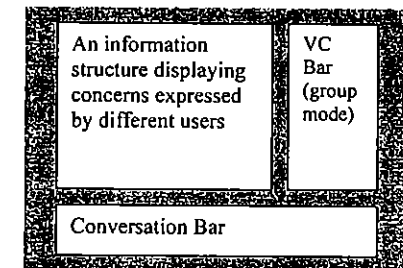 An information
structure displaying
concerns expressed
by different users
VC
Bar
(group
mode)
Conversation Bar